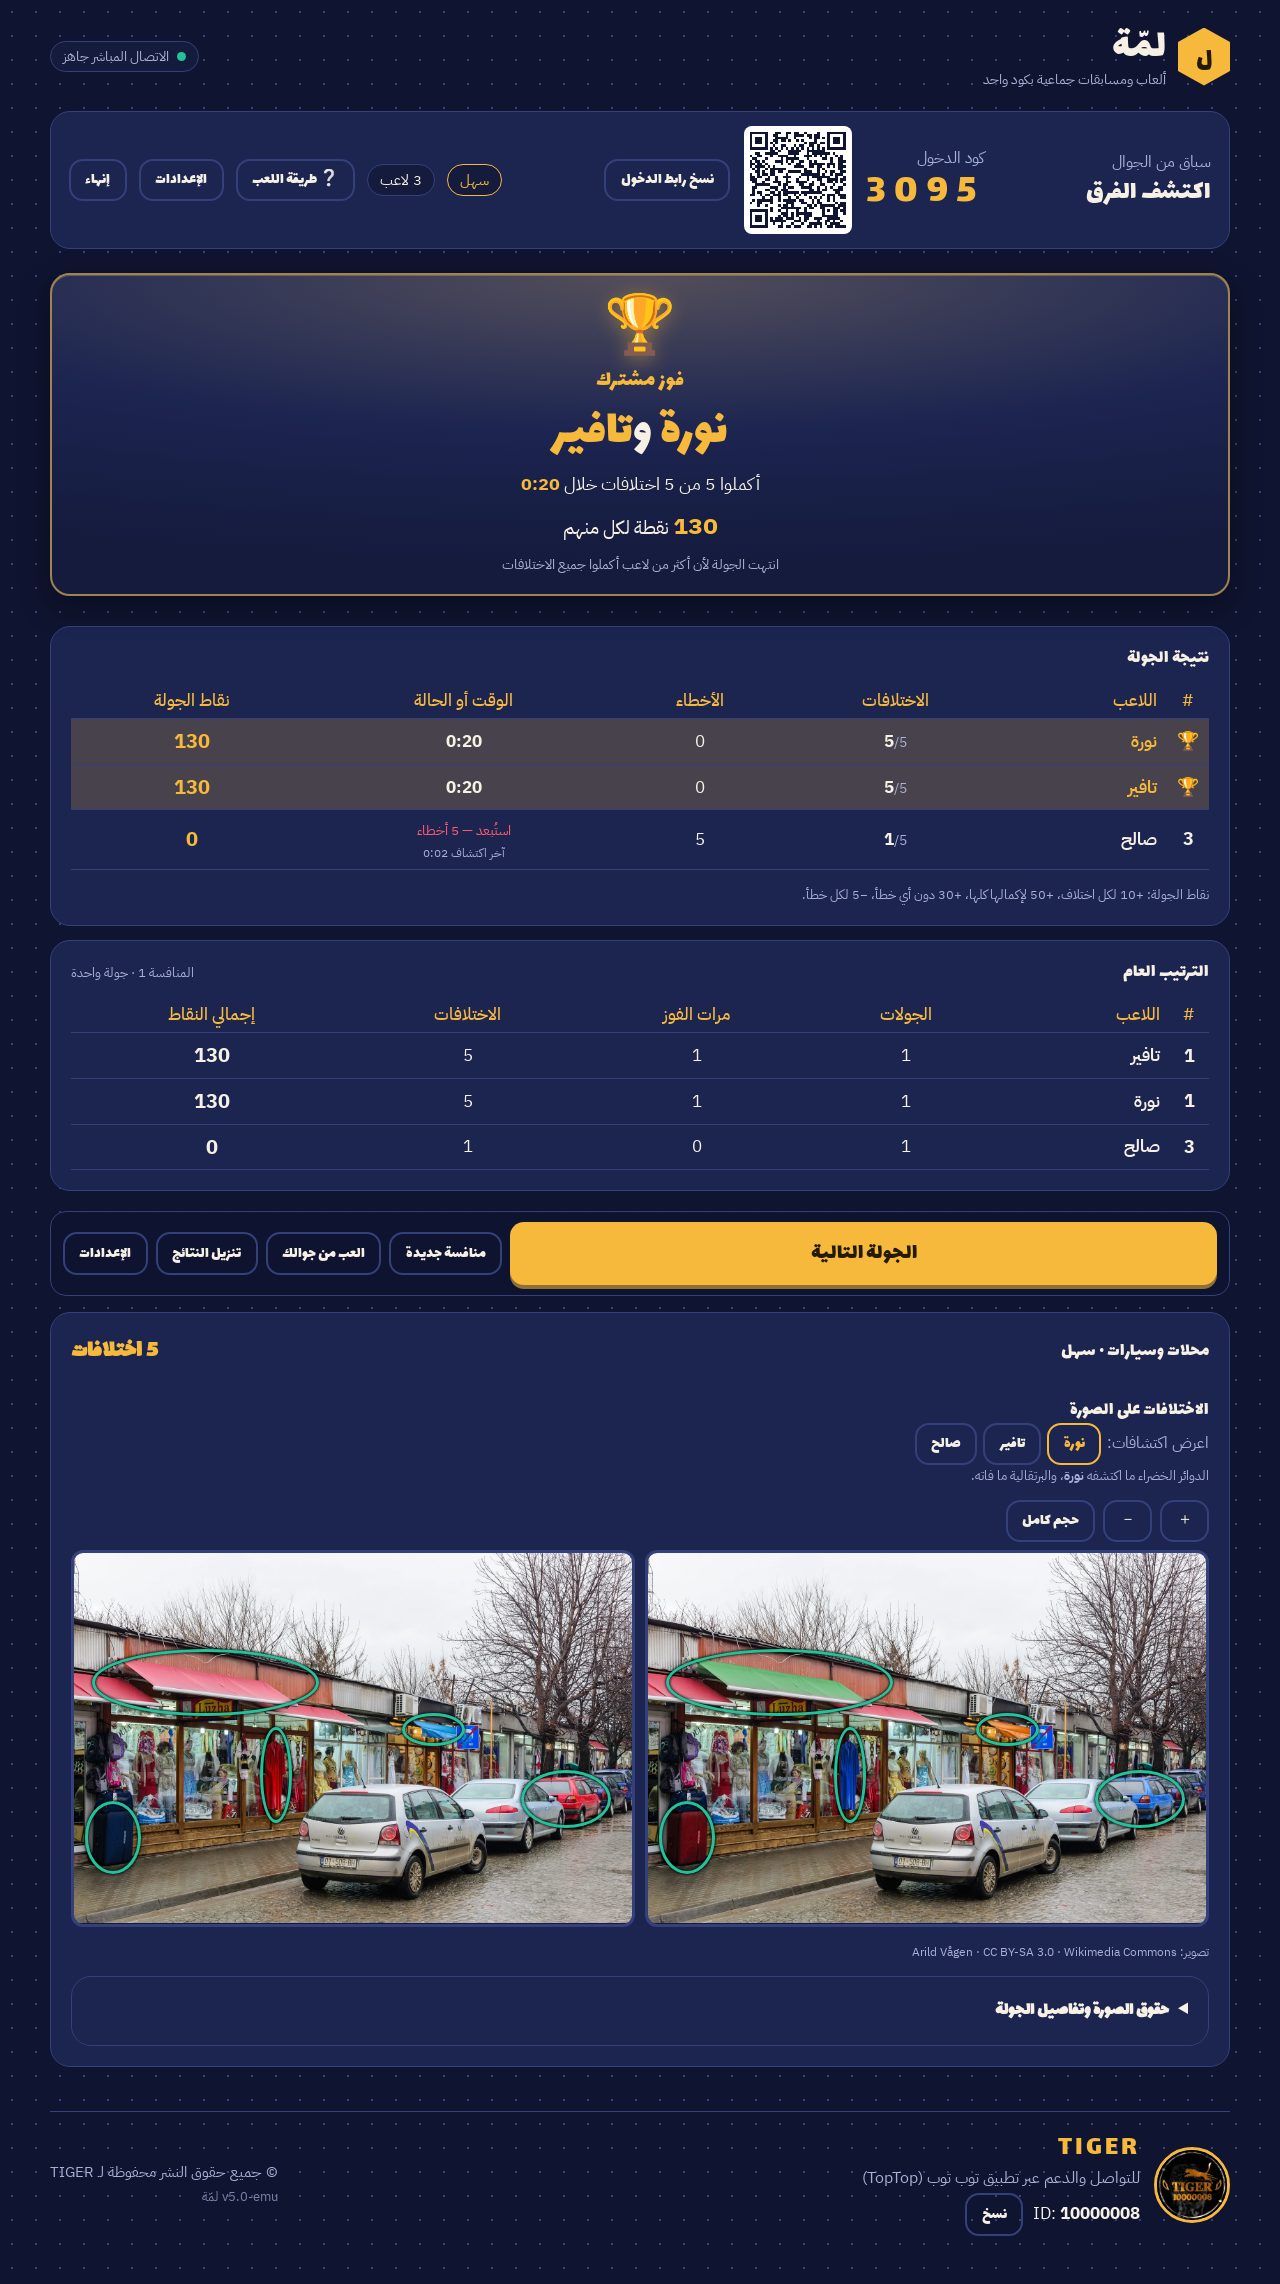 ل
لمّة
ألعاب ومسابقات جماعية بكود واحد
الاتصال المباشر جاهز
سباق من الجوال
اكتشف الفرق
كود الدخول
3095
نسخ رابط الدخول
سهل
3 لاعب
❔ طريقة اللعب
الإعدادات
إنهاء
فوز مشترك
نورة وتافير
أكملوا 5 من 5 اختلافات خلال 0:20
130 نقطة لكل منهم
انتهت الجولة لأن أكثر من لاعب أكملوا جميع الاختلافات
نتيجة الجولة
# اللاعب الاختلافات الأخطاء الوقت أو الحالة نقاط الجولة
🏆 نورة 5/5 0 0:20 130
🏆 تافير 5/5 0 0:20 130
3 صالح 1/5 5 استُبعد — 5 أخطاء 0
آخر اكتشاف 0:02
نقاط الجولة: +10 لكل اختلاف، +50 لإكمالها كلها، +30 دون أي خطأ، −5 لكل خطأ.
الترتيب العام
المنافسة 1 · جولة واحدة
# اللاعب الجولات مرات الفوز الاختلافات إجمالي النقاط
1 تافير 1 1 5 130
1 نورة 1 1 5 130
3 صالح 1 0 1 0
الجولة التالية
منافسة جديدة
العب من جوالك
تنزيل النتائج
الإعدادات
محلات وسيارات · سهل
5 اختلافات
الاختلافات على الصورة
اعرض اكتشافات: نورة تافير صالح
الدوائر الخضراء ما اكتشفه نورة، والبرتقالية ما فاته.
+
−
حجم كامل
Luzha
Luzha
تصوير: Arild Vågen · CC BY-SA 3.0 · Wikimedia Commons
◀ حقوق الصورة وتفاصيل الجولة
TIGER
10000008
TIGER
للتواصل والدعم عبر تطبيق توب توب (TopTop)
ID: 10000008
نسخ
© جميع حقوق النشر محفوظة لـ TIGER
لمّة v5.0-emu